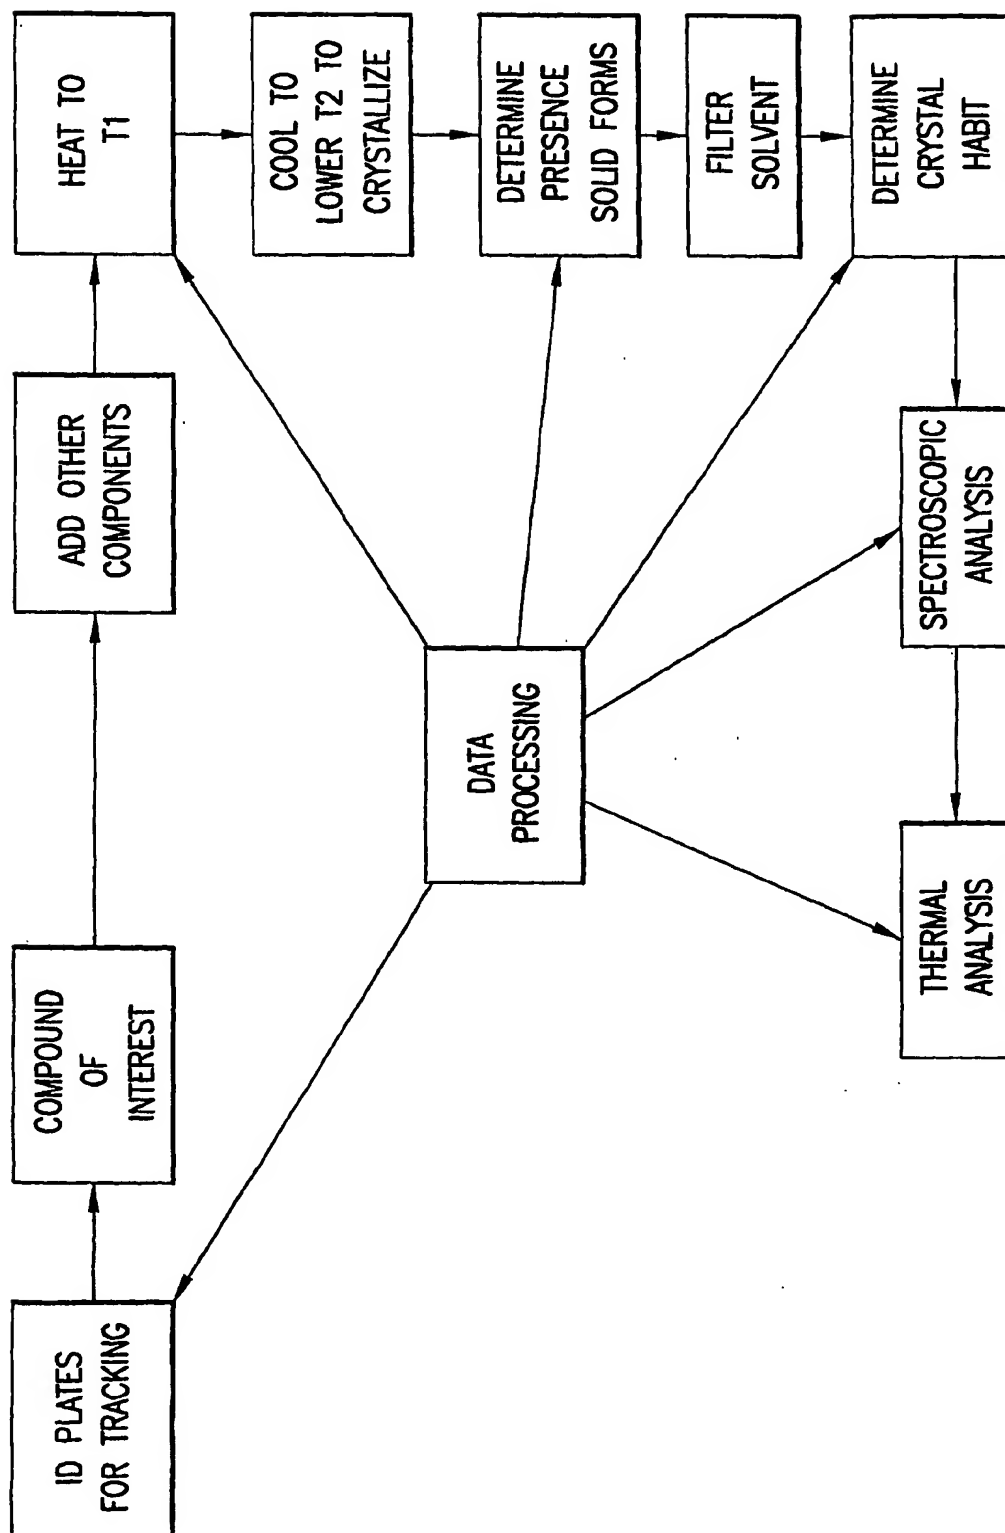 ID PLATES
FOR TRACKING
COMPOUND
OF
INTEREST
ADD OTHER
COMPONENTS
HEAT TO
T1
COOL TO
LOWER T2 TO
CRYSTALLIZE
DETERMINE
PRESENCE
SOLID FORMS
FILTER
SOLVENT
DETERMINE
CRYSTAL
HABIT
SPECTROSCOPIC
ANALYSIS
THERMAL
ANALYSIS
DATA
PROCESSING